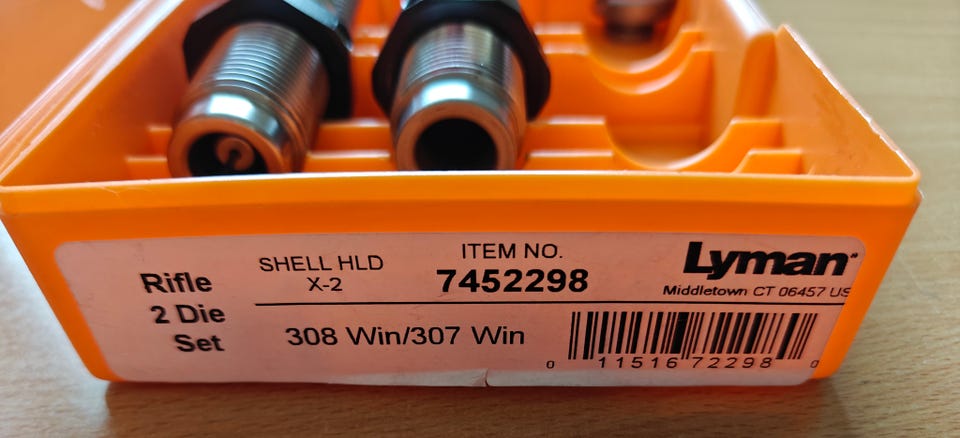 Rifle
2 Die
Set
SHELL HLD
X-2
ITEM NO.
7452298
Lyman
Middletown CT 06457 US
308 Win/307 Win
0 11516 72298 0